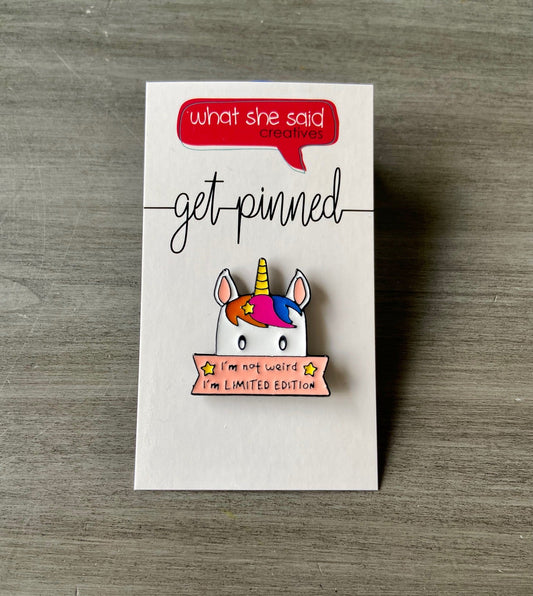 what she said
creatives
get pinned
I'm not weird
I'm LIMITED EDITION